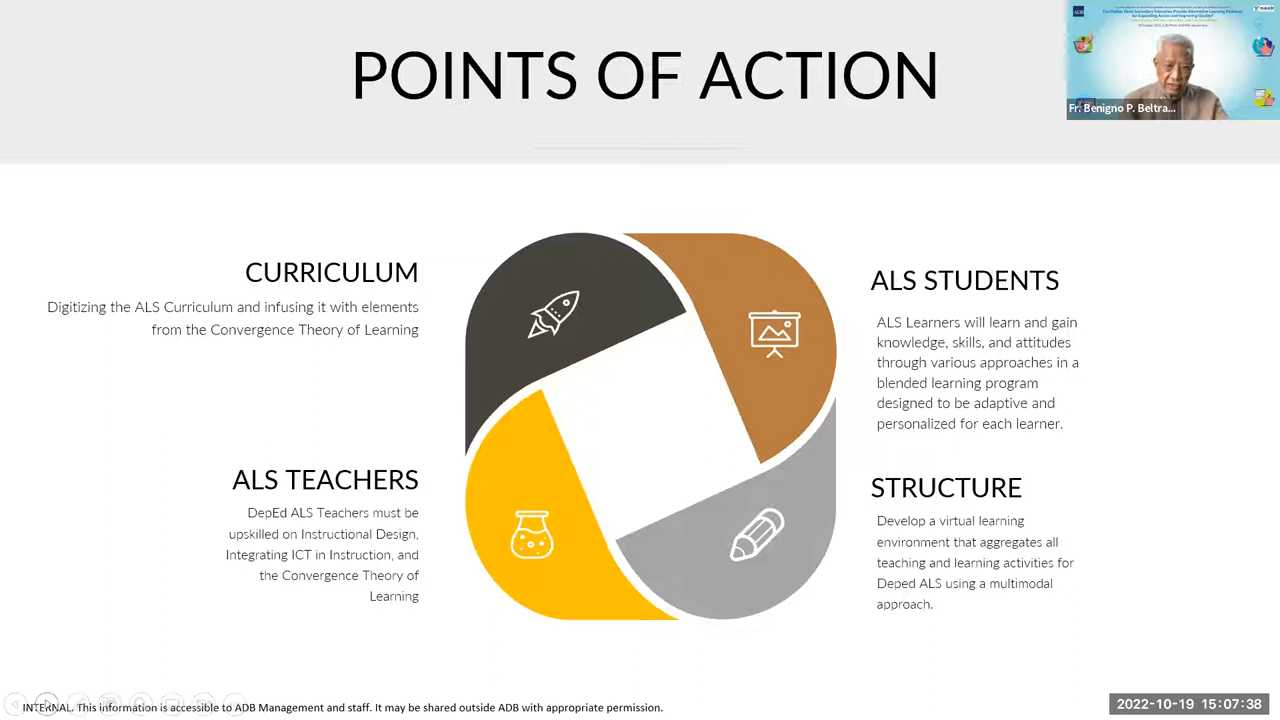 POINTS OF ACTION
ADB
Fr. Benigno P. Beltra...
CURRICULUM
Digitizing the ALS Curriculum and infusing it with elements
from the Convergence Theory of Learning
ALS STUDENTS
ALS Learners will learn and gain
knowledge, skills, and attitudes
through various approaches in a
blended learning program
designed to be adaptive and
personalized for each learner.
ALS TEACHERS
DepEd ALS Teachers must be
upskilled on Instructional Design,
Integrating ICT in Instruction, and
the Convergence Theory of
Learning
STRUCTURE
Develop a virtual learning
environment that aggregates all
teaching and learning activities for
Deped ALS using a multimodal
approach.
INTERNAL. This information is accessible to ADB Management and staff. It may be shared outside ADB with appropriate permission.
2022-10-19 15:07:38